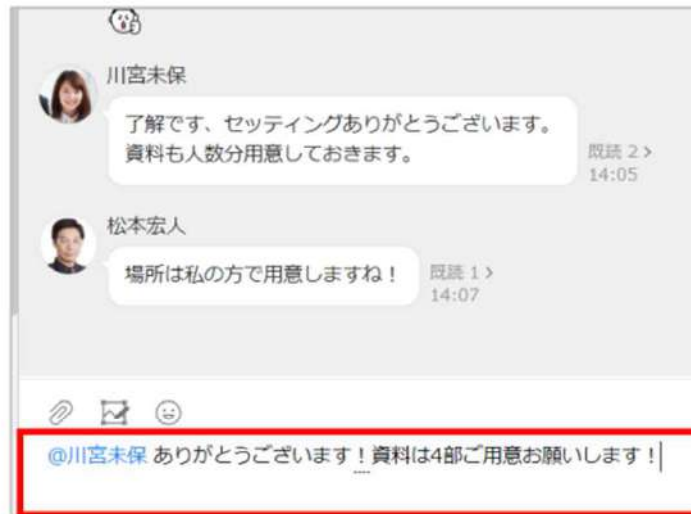 川宮未保
了解です、セッティングありがとうございます。
資料も人数分用意しておきます。
既読 2 >
14:05
松本宏人
場所は私の方で用意しますね！
既読 1 >
14:07
@川宮未保 ありがとうございます！資料は4部ご用意お願いします！